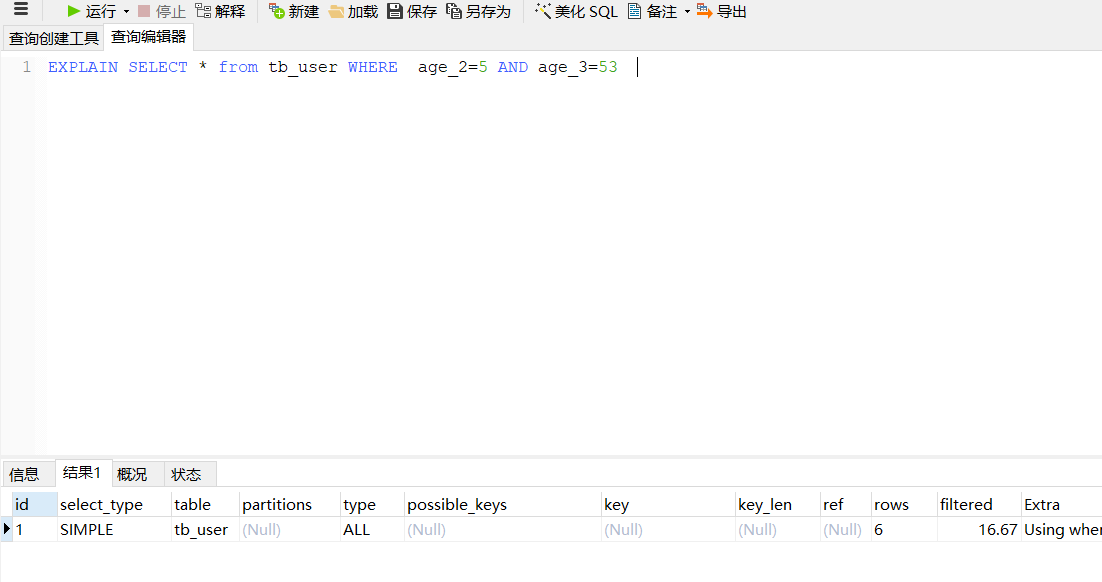 运行 停止 解释 新建 加载 保存 另存为 美化 SQL 备注 导出
查询创建工具 查询编辑器
1 EXPLAIN SELECT * from tb_user WHERE  age_2=5 AND age_3=53
信息 结果1 概况 状态
id select_type table partitions type possible_keys key key_len ref rows filtered Extra
1 SIMPLE tb_user (Null) ALL (Null) (Null) (Null) (Null) 6 16.67 Using wher